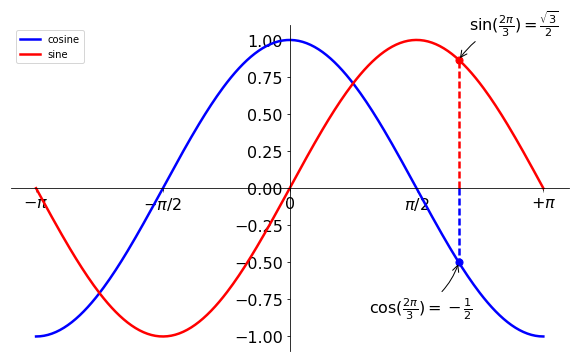 sin(2π/3) = √3/2
cosine
sine
1.00
0.75
0.50
0.25
0.00
−π
−π/2
0
π/2
+π
−0.25
−0.50
−0.75
cos(2π/3) = −1/2
−1.00